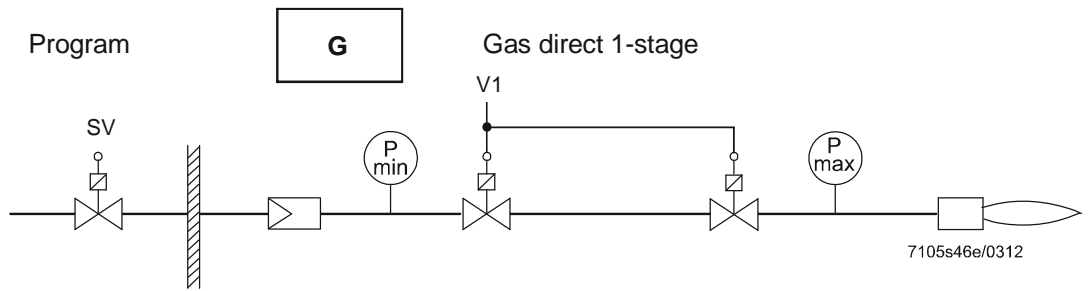 Program G Gas direct 1-stage
V1
SV
P
min
P
max
7105s46e/0312